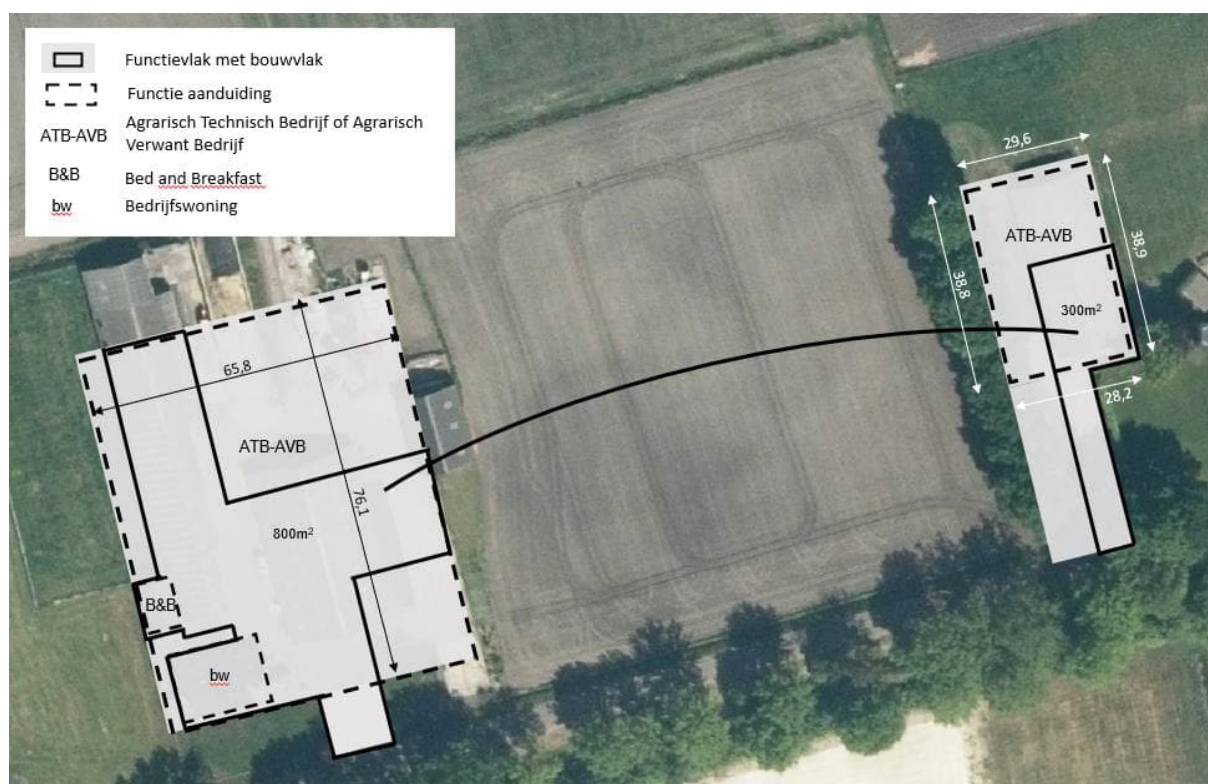 Functievlak met bouwvlak
Functie aanduiding
ATB-AVB
Agrarisch Technisch Bedrijf of Agrarisch
Verwant Bedrijf
B&B
Bed and Breakfast
bw
Bedrijfswoning
29,6
ATB-AVB
38,9
38,8
300m²
28,2
65,8
ATB-AVB
76,1
800m²
B&B
bw